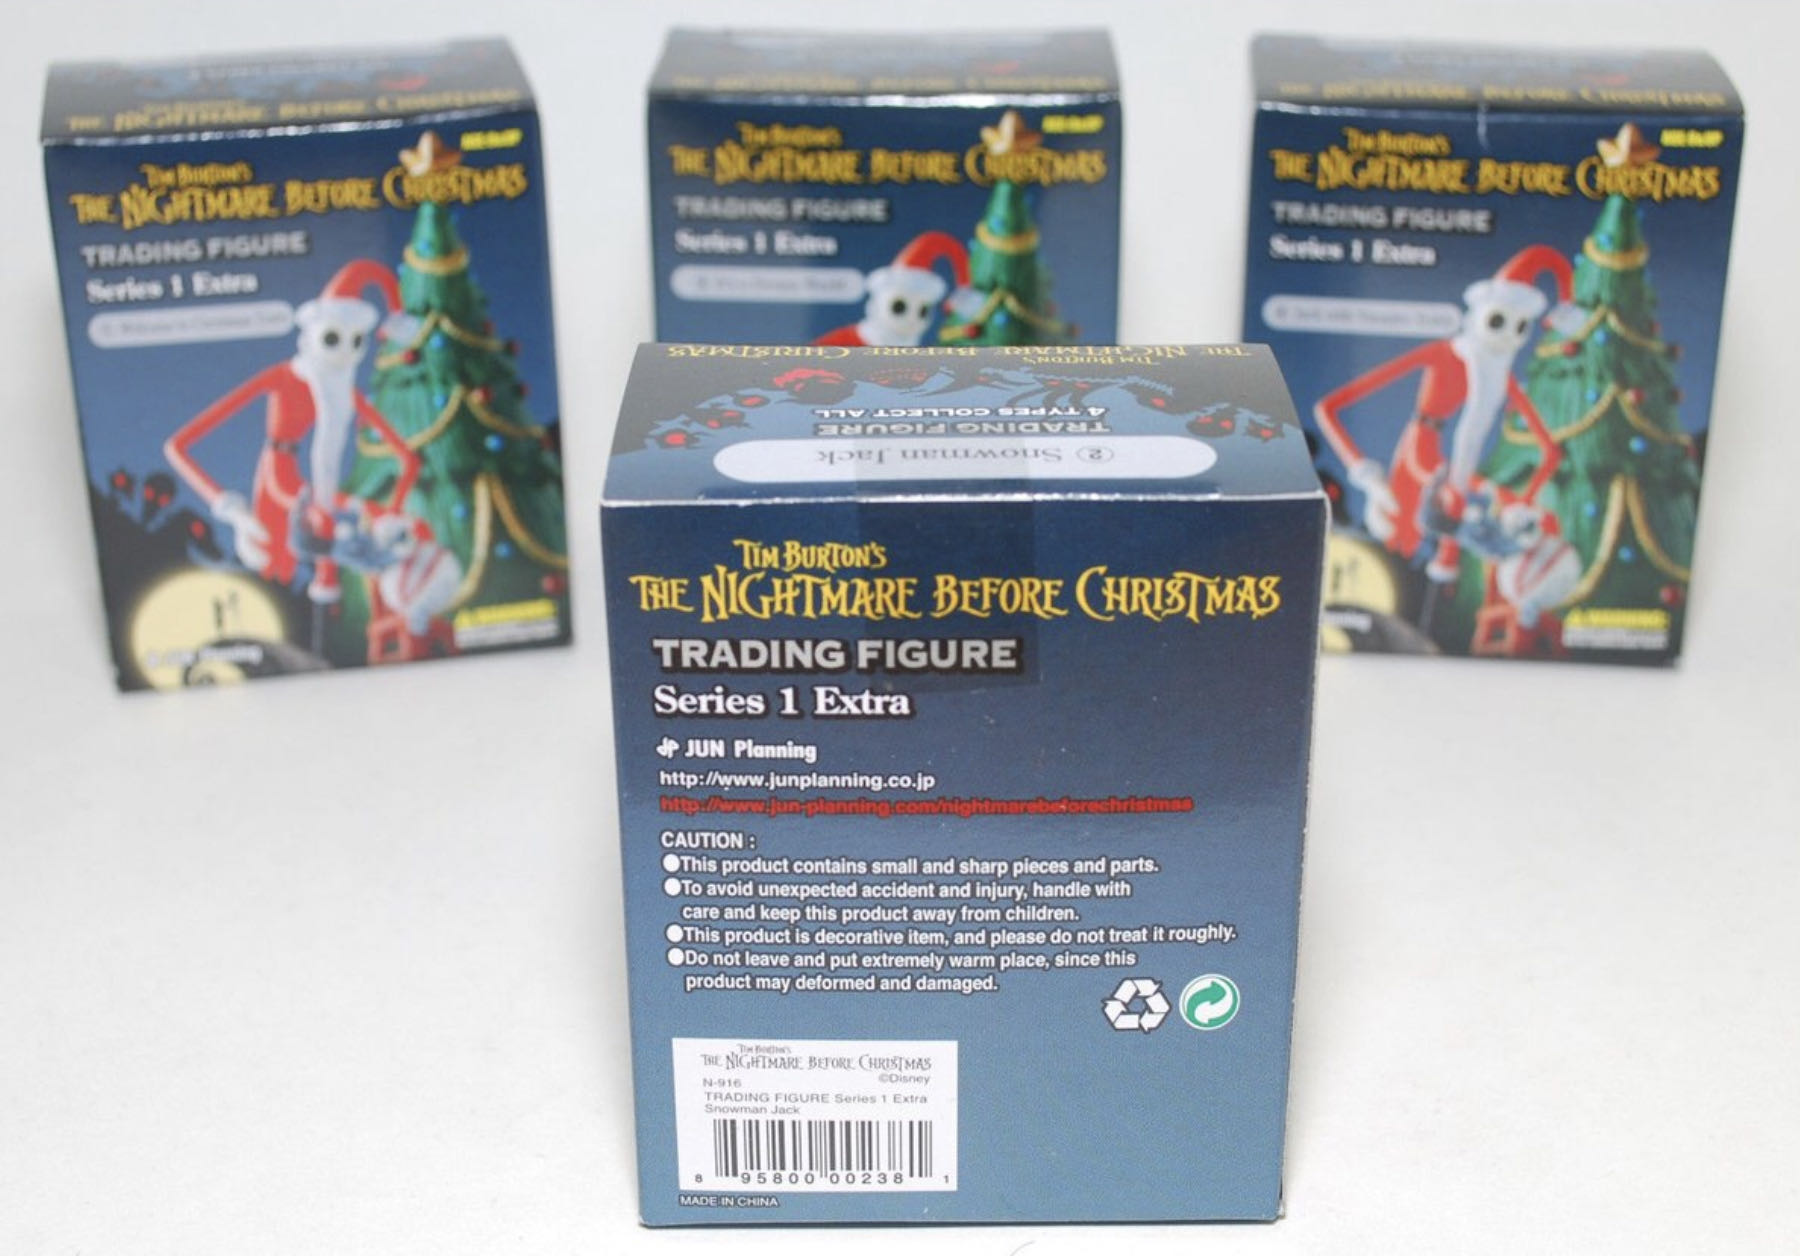 TIM BURTON'S
THE NIGHTMARE BEFORE CHRISTMAS
TRADING FIGURE
Series 1 Extra
JUN Planning
TIM BURTON'S
THE NIGHTMARE BEFORE CHRISTMAS
TRADING FIGURE
Series 1 Extra
TIM BURTON'S
THE NIGHTMARE BEFORE CHRISTMAS
TRADING FIGURE
Series 1 Extra
④ Jack with Vampire Teddy
TIM BURTON'S
THE NIGHTMARE BEFORE CHRISTMAS
4 TYPES COLLECT ALL
TRADING FIGURE
② Snowman Jack
TIM BURTON'S
THE NIGHTMARE BEFORE CHRISTMAS
TRADING FIGURE
Series 1 Extra
JUN Planning
http://www.junplanning.co.jp
http://www.jun-planning.com/nightmarebeforechristmas
CAUTION :
●This product contains small and sharp pieces and parts.
●To avoid unexpected accident and injury, handle with
care and keep this product away from children.
●This product is decorative item, and please do not treat it roughly.
●Do not leave and put extremely warm place, since this
product may deformed and damaged.
TIM BURTON'S
THE NIGHTMARE BEFORE CHRISTMAS
©Disney
N-916
TRADING FIGURE Series 1 Extra
Snowman Jack
8 95800 00238 1
MADE IN CHINA